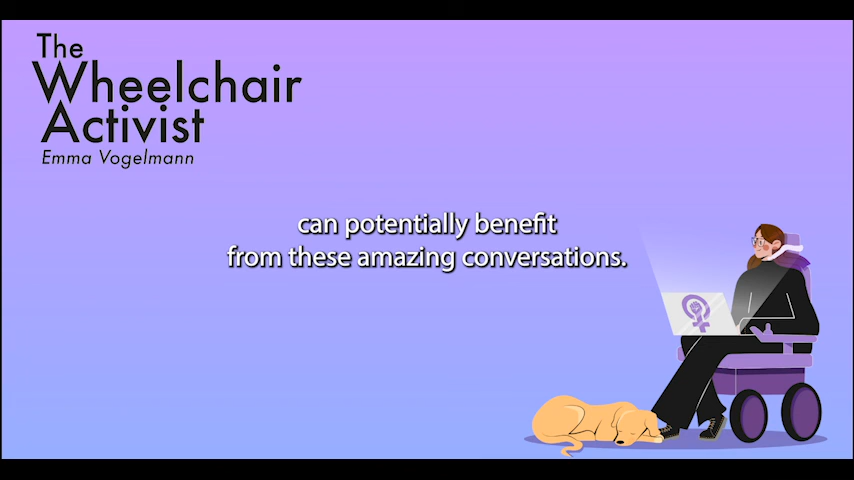 The
Wheelchair
Activist
Emma Vogelmann
can potentially benefit
from these amazing conversations.